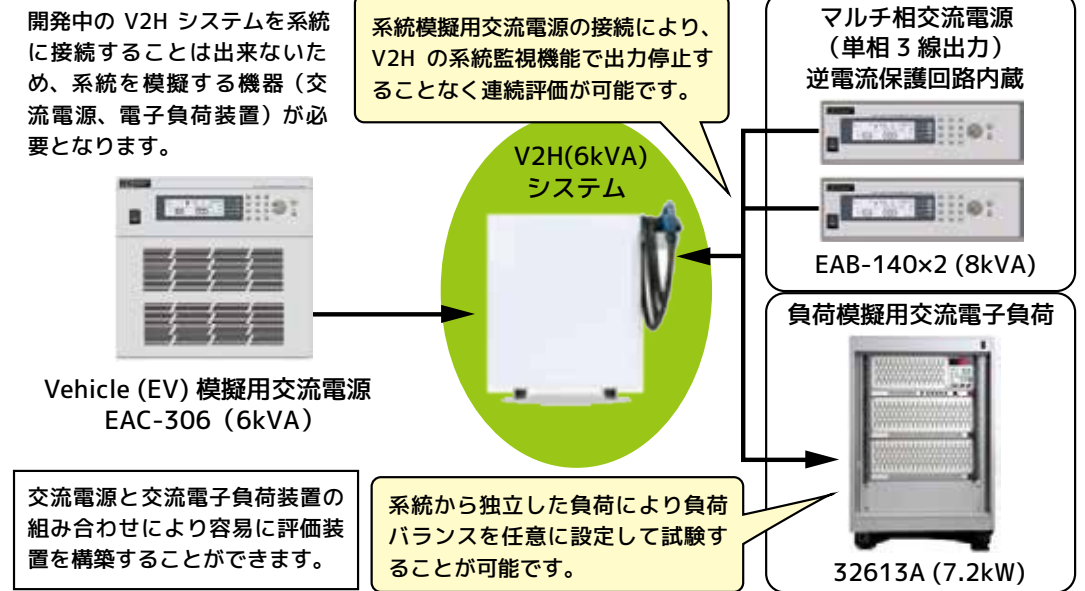 開発中の V2H システムを系統
に接続することは出来ないた
め、系統を模擬する機器（交
流電源、電子負荷装置）が必
要となります。
系統模擬用交流電源の接続により、
V2H の系統監視機能で出力停止す
ることなく連続評価が可能です。
マルチ相交流電源
（単相 3 線出力）
逆電流保護回路内蔵
EAB-140×2 (8kVA)
V2H(6kVA)
システム
Vehicle (EV) 模擬用交流電源
EAC-306（6kVA）
負荷模擬用交流電子負荷
32613A (7.2kW)
交流電源と交流電子負荷装置の
組み合わせにより容易に評価装
置を構築することができます。
系統から独立した負荷により負荷
バランスを任意に設定して試験す
ることが可能です。